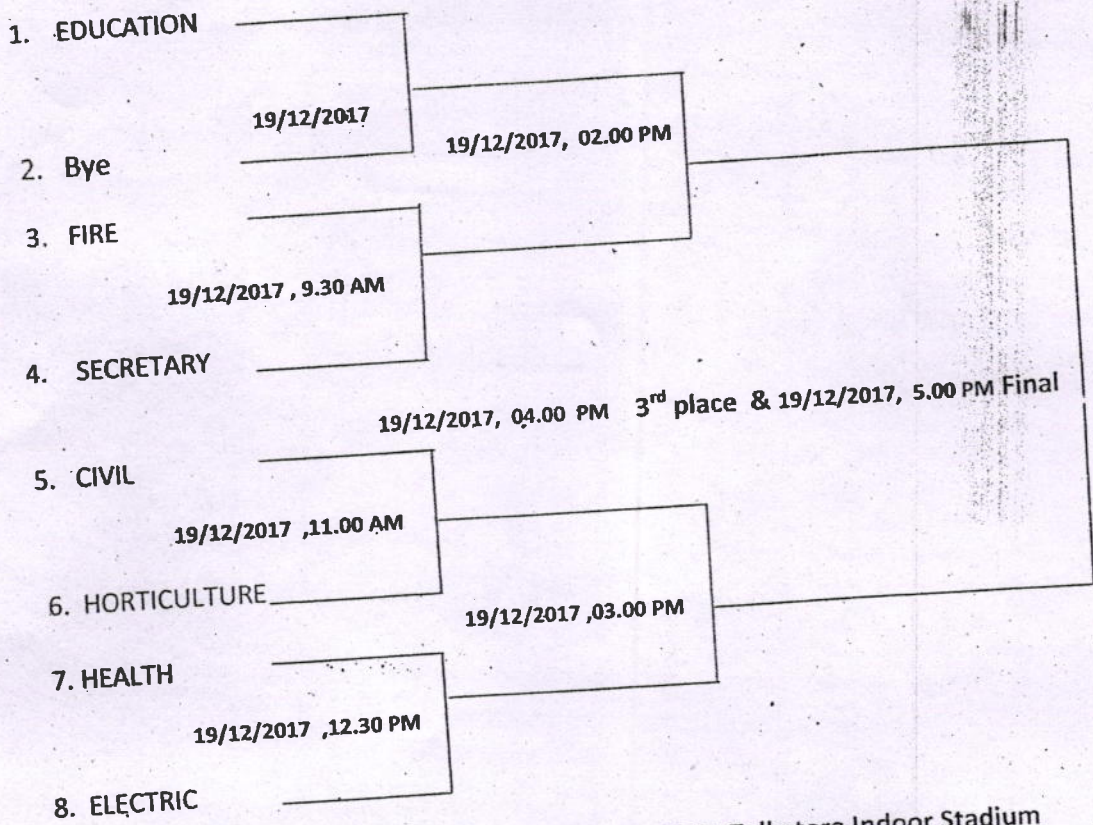 1. EDUCATION
19/12/2017
19/12/2017, 02.00 PM
2. Bye
3. FIRE
19/12/2017 , 9.30 AM
4. SECRETARY
19/12/2017, 04.00 PM 3rd place & 19/12/2017, 5.00 PM Final
5. CIVIL
19/12/2017 ,11.00 AM
6. HORTICULTURE
19/12/2017 ,03.00 PM
7. HEALTH
19/12/2017 ,12.30 PM
8. ELECTRIC
Indoor Stadium